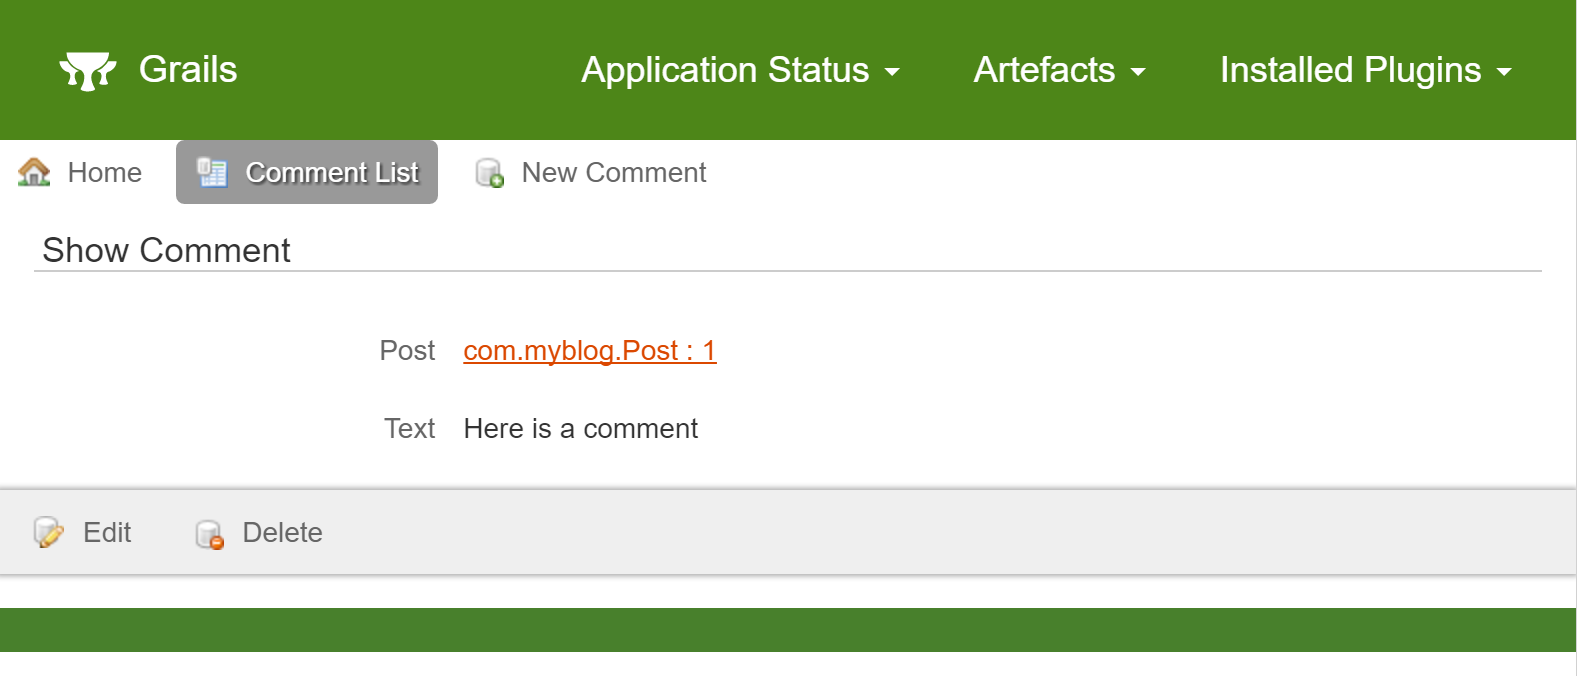 Grails Application Status Artefacts Installed Plugins
Home Comment List New Comment
Show Comment
Post com.myblog.Post : 1
Text Here is a comment
Edit Delete